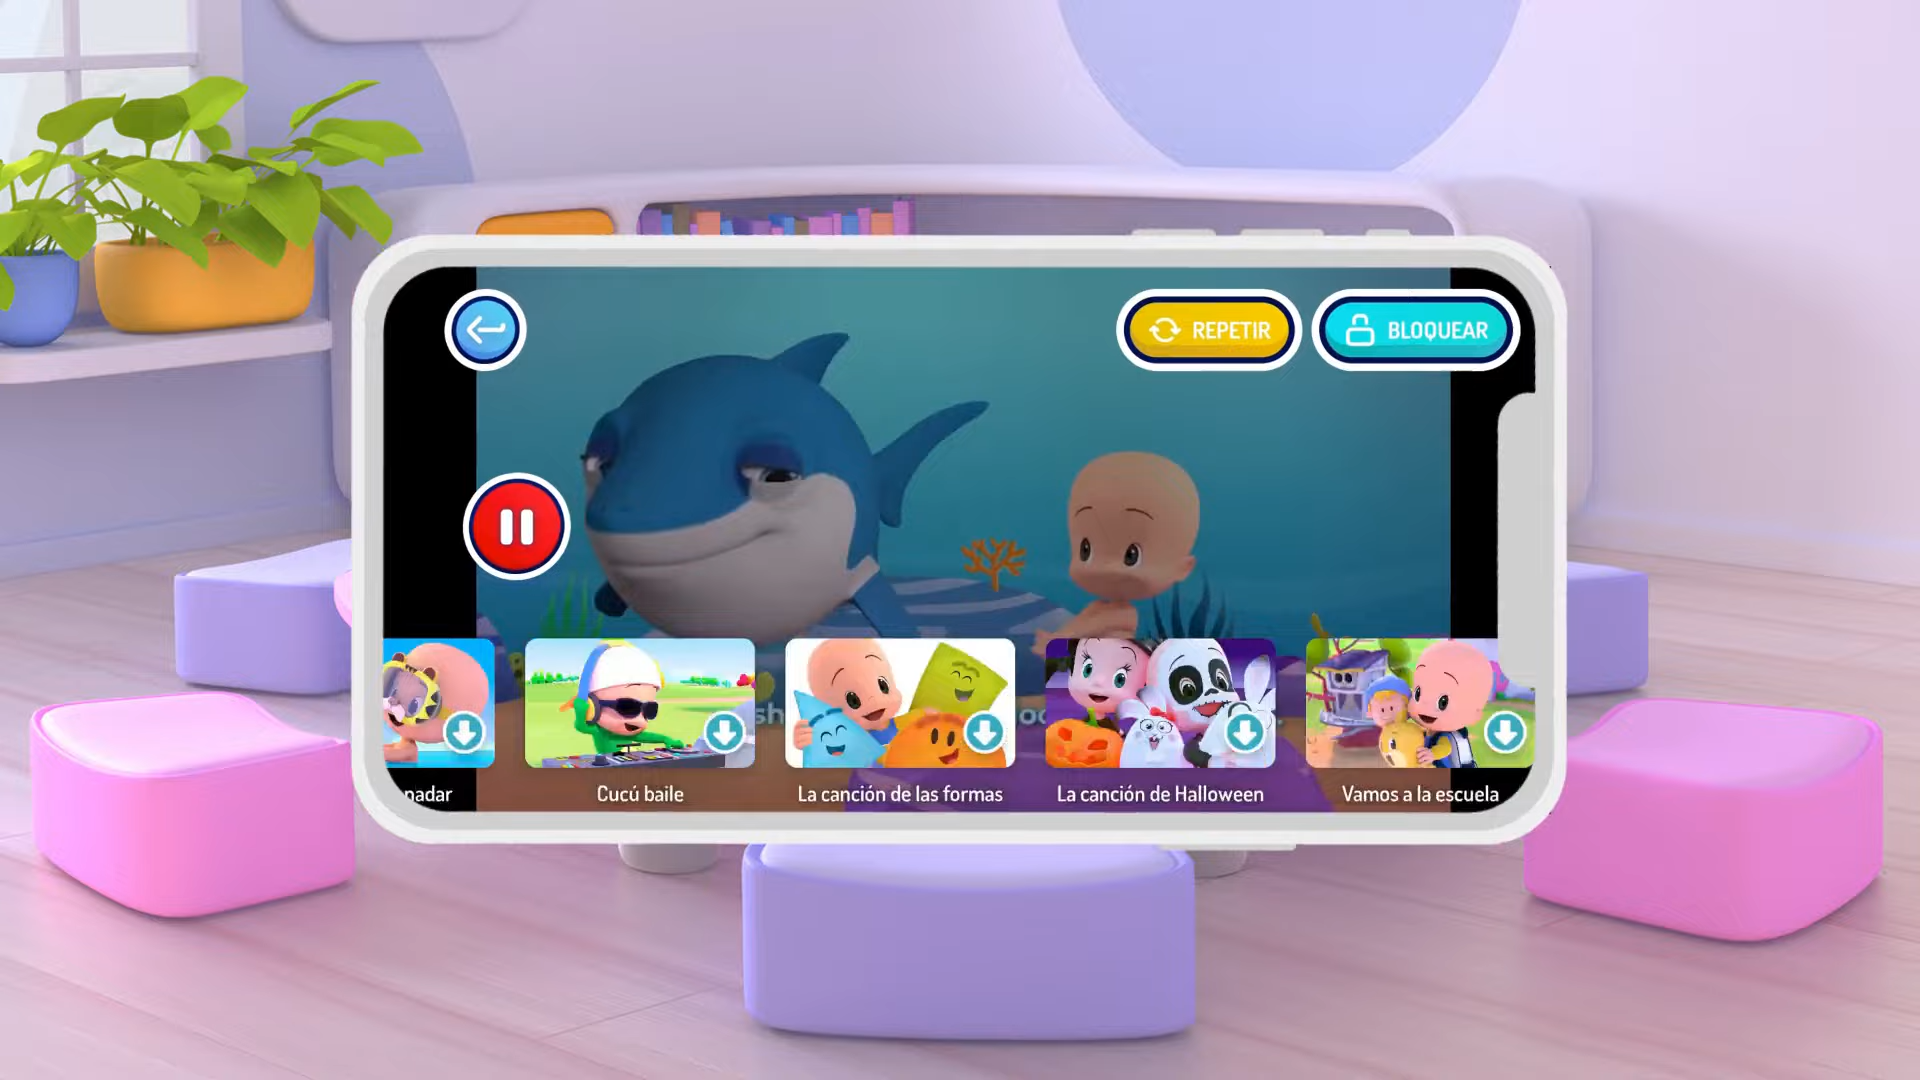 REPETIR
BLOQUEAR
nadar
Cucú baile
La canción de las formas
La canción de Halloween
Vamos a la escuela